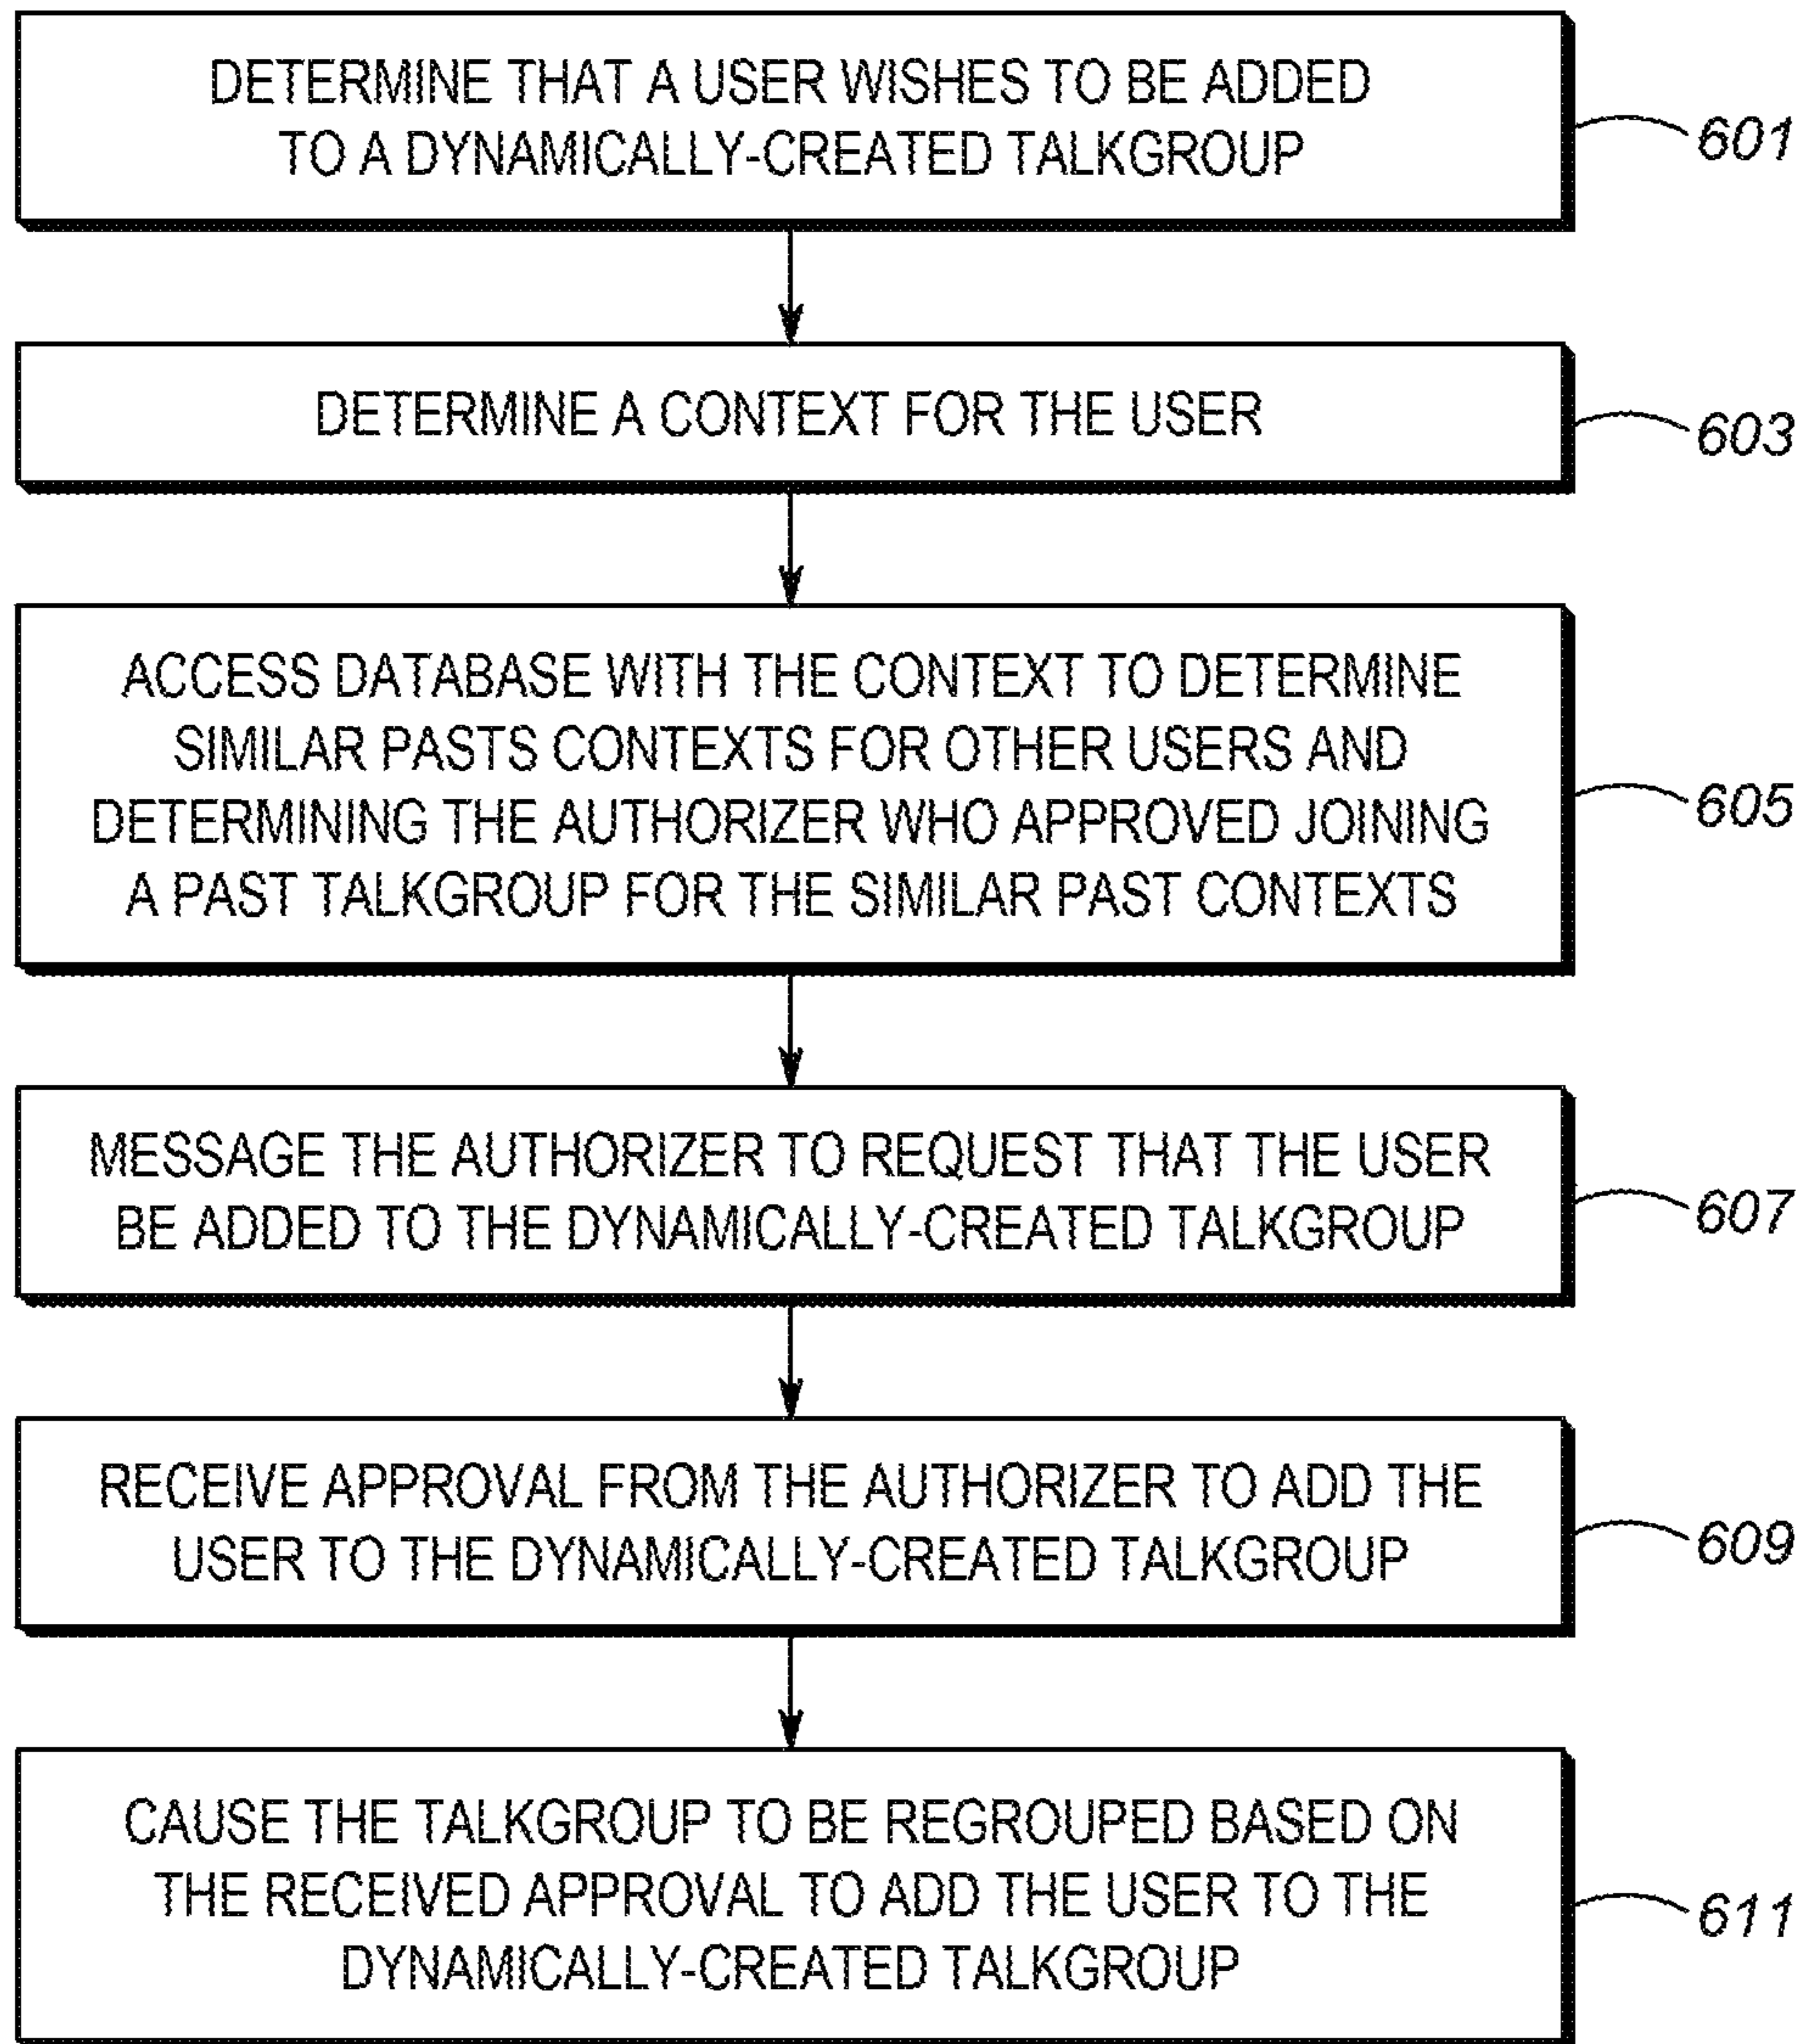 DETERMINE THAT A USER WISHES TO BE ADDED
TO A DYNAMICALLY-CREATED TALKGROUP
601
DETERMINE A CONTEXT FOR THE USER
603
ACCESS DATABASE WITH THE CONTEXT TO DETERMINE
SIMILAR PASTS CONTEXTS FOR OTHER USERS AND
DETERMINING THE AUTHORIZER WHO APPROVED JOINING
A PAST TALKGROUP FOR THE SIMILAR PAST CONTEXTS
605
MESSAGE THE AUTHORIZER TO REQUEST THAT THE USER
BE ADDED TO THE DYNAMICALLY-CREATED TALKGROUP
607
RECEIVE APPROVAL FROM THE AUTHORIZER TO ADD THE
USER TO THE DYNAMICALLY-CREATED TALKGROUP
609
CAUSE THE TALKGROUP TO BE REGROUPED BASED ON
THE RECEIVED APPROVAL TO ADD THE USER TO THE
DYNAMICALLY-CREATED TALKGROUP
611